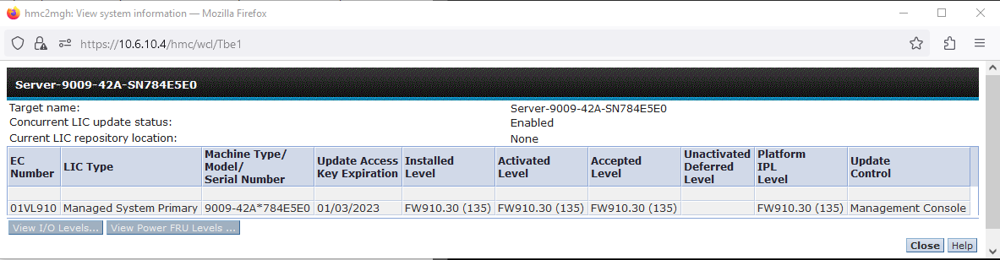 hmc2mgh: View system information — Mozilla Firefox
https://10.6.10.4/hmc/wcl/Tbe1
Server-9009-42A-SN784E5E0
Target name: Server-9009-42A-SN784E5E0
Concurrent LIC update status: Enabled
Current LIC repository location: None
EC Number LIC Type Machine Type/ Model/ Serial Number Update Access Key Expiration Installed Level Activated Level Accepted Level Unactivated Deferred Level Platform IPL Level Update Control
01VL910 Managed System Primary 9009-42A*784E5E0 01/03/2023 FW910.30 (135) FW910.30 (135) FW910.30 (135) FW910.30 (135) Management Console
View I/O Levels... View Power FRU Levels ...
Close Help